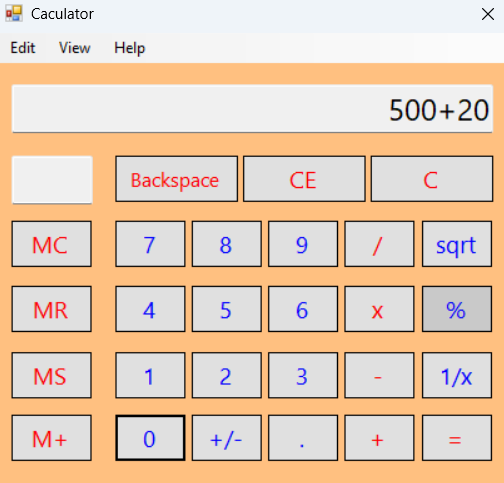 Caculator
Edit View Help
500+20
Backspace CE C
MC 7 8 9 / sqrt
MR 4 5 6 x %
MS 1 2 3 - 1/x
M+ 0 +/- . + =